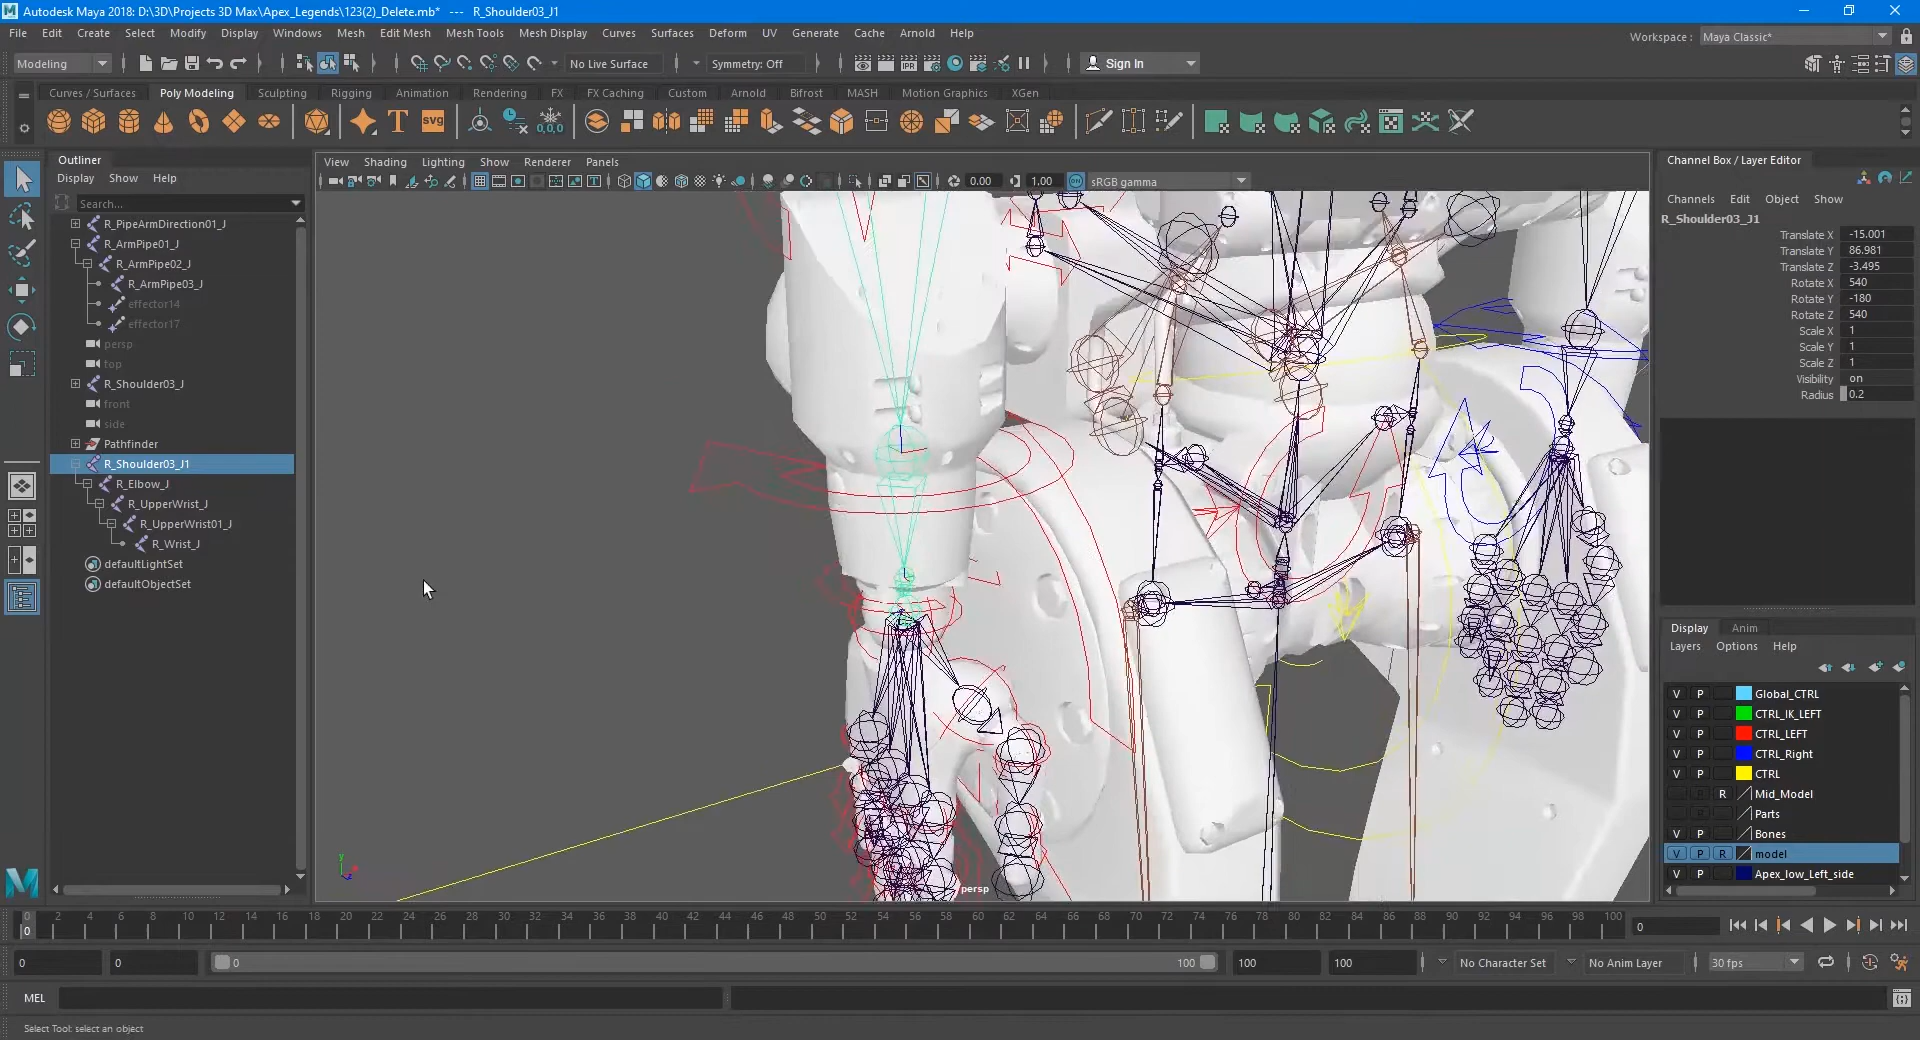 Autodesk Maya 2018: D:\3D\Projects 3D Max\Apex_Legends\123(2)_Delete.mb* --- R_Shoulder03_J1
File Edit Create Select Modify Display Windows Mesh Edit Mesh Mesh Tools Mesh Display Curves Surfaces Deform UV Generate Cache Arnold Help
Workspace : Maya Classic*
Modeling No Live Surface Symmetry: Off IPR Sign In
Curves / Surfaces Poly Modeling Sculpting Rigging Animation Rendering FX FX Caching Custom Arnold Bifrost MASH Motion Graphics XGen
T svg 0,0,0
Outliner
Display Show Help
Search...
R_PipeArmDirection01_J
R_ArmPipe01_J
R_ArmPipe02_J
R_ArmPipe03_J
effector14
effector17
persp
top
R_Shoulder03_J
front
side
Pathfinder
R_Shoulder03_J1
R_Elbow_J
R_UpperWrist_J
R_UpperWrist01_J
R_Wrist_J
defaultLightSet
defaultObjectSet
View Shading Lighting Show Renderer Panels
0.00 1.00 sRGB gamma
persp
Channel Box / Layer Editor
Channels Edit Object Show
R_Shoulder03_J1
Translate X -15.001
Translate Y 86.981
Translate Z -3.495
Rotate X 540
Rotate Y -180
Rotate Z 540
Scale X 1
Scale Y 1
Scale Z 1
Visibility on
Radius 0.2
Display Anim
Layers Options Help
V P Global_CTRL
V P CTRL_IK_LEFT
V P CTRL_LEFT
V P CTRL_Right
V P CTRL
R Mid_Model
Parts
V P Bones
V P R model
V P Apex_low_Left_side
0 2 4 6 8 10 12 14 16 18 20 22 24 26 28 30 32 34 36 38 40 42 44 46 48 50 52 54 56 58 60 62 64 66 68 70 72 74 76 78 80 82 84 86 88 90 92 94 96 98 100
0 0
0 0 0 100 100 100 No Character Set No Anim Layer 30 fps
MEL
Select Tool: select an object